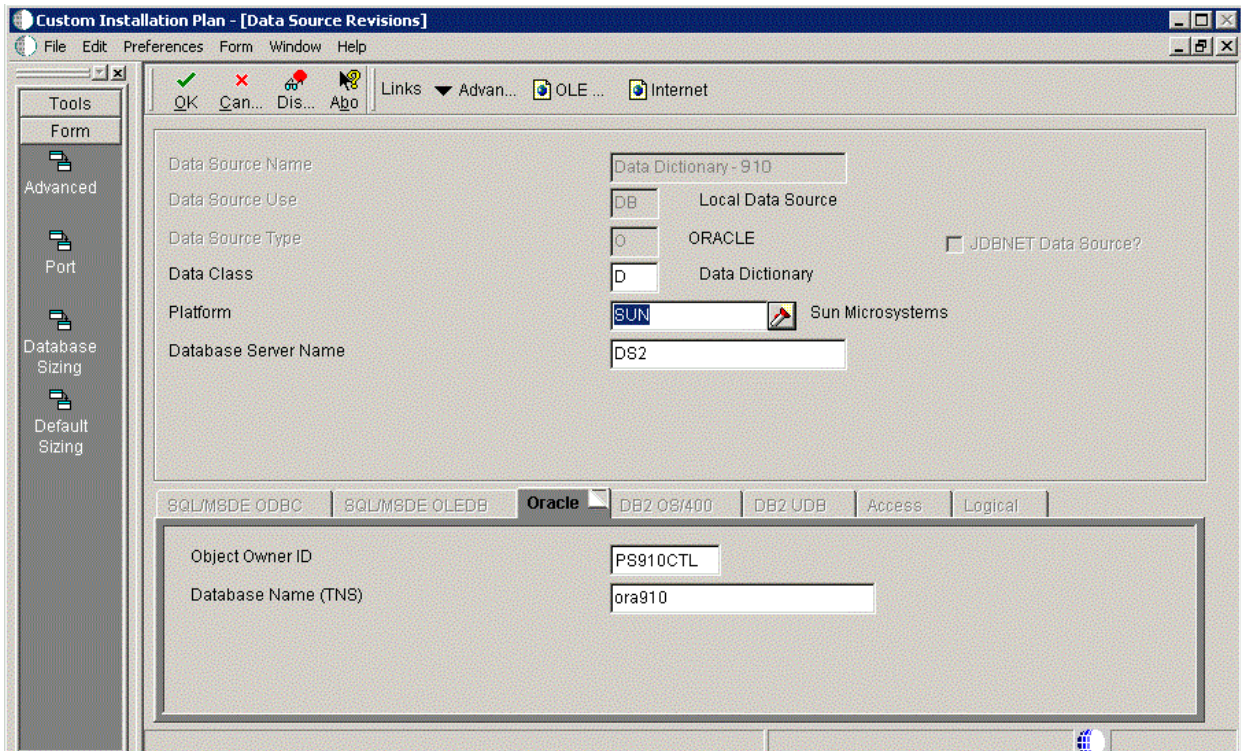 Custom Installation Plan - [Data Source Revisions]
File Edit Preferences Form Window Help
OK Can... Dis... Abo Links Advan... OLE ... Internet
Tools
Form
Advanced
Port
Database
Sizing
Default
Sizing
Data Source Name Data Dictionary - 910
Data Source Use DB Local Data Source
Data Source Type O ORACLE JDBNET Data Source?
Data Class D Data Dictionary
Platform SUN Sun Microsystems
Database Server Name DS2
SQL/MSDE ODBC SQL/MSDE OLEDB Oracle DB2 OS/400 DB2 UDB Access Logical
Object Owner ID PS910CTL
Database Name (TNS) ora910